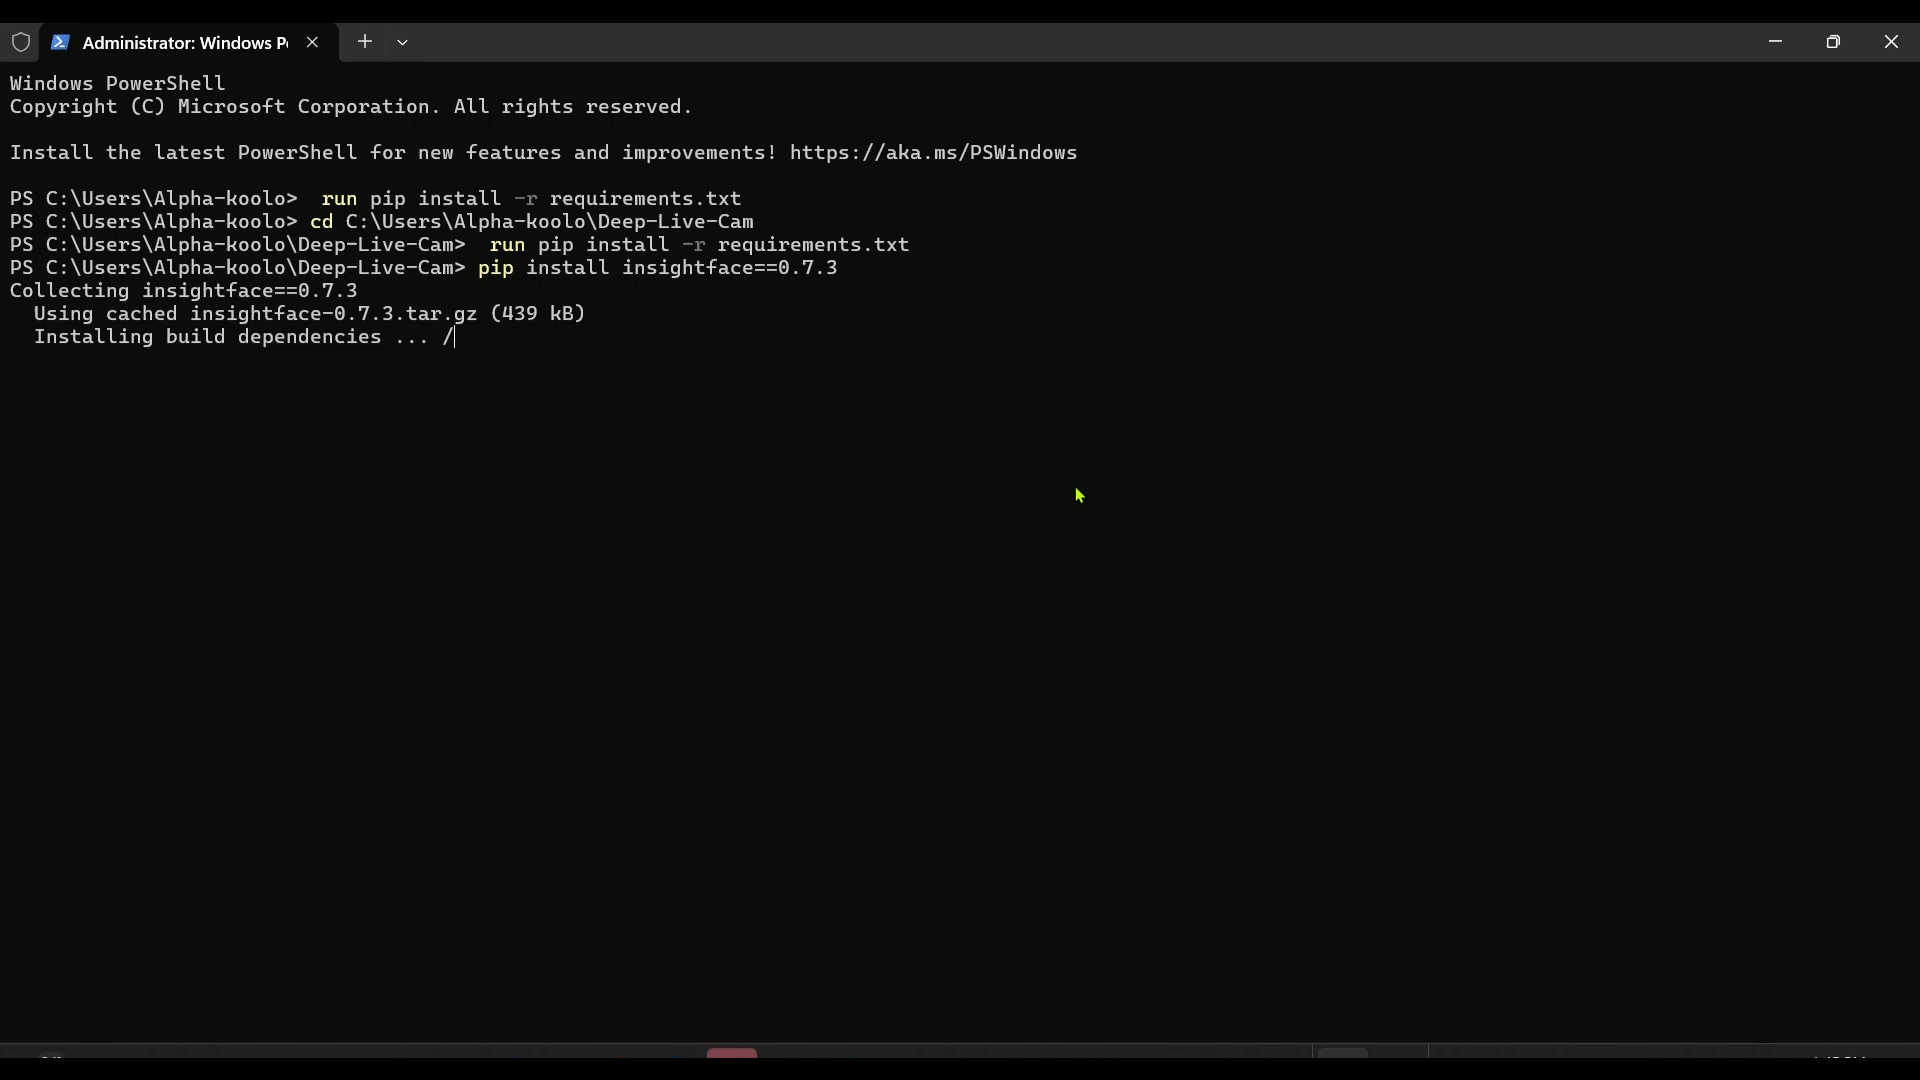 Administrator: Windows P
Windows PowerShell
Copyright (C) Microsoft Corporation. All rights reserved.
Install the latest PowerShell for new features and improvements! https://aka.ms/PSWindows
PS C:\Users\Alpha-koolo>  run pip install -r requirements.txt
PS C:\Users\Alpha-koolo> cd C:\Users\Alpha-koolo\Deep-Live-Cam
PS C:\Users\Alpha-koolo\Deep-Live-Cam>  run pip install -r requirements.txt
PS C:\Users\Alpha-koolo\Deep-Live-Cam> pip install insightface==0.7.3
Collecting insightface==0.7.3
  Using cached insightface-0.7.3.tar.gz (439 kB)
  Installing build dependencies ... /